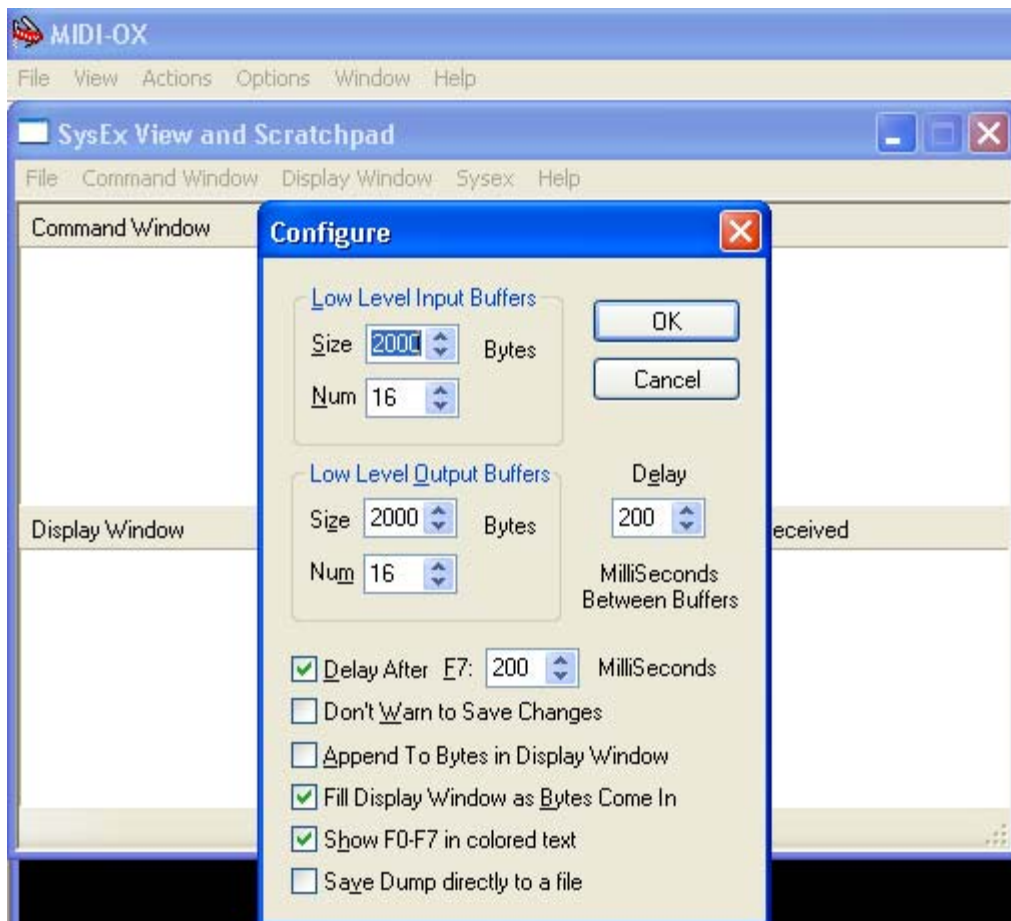 MIDI-OX
File View Actions Options Window Help
SysEx View and Scratchpad
File Command Window Display Window Sysex Help
Command Window
Configure
Low Level Input Buffers
Size 2000 Bytes
Num 16
OK
Cancel
Low Level Output Buffers
Size 2000 Bytes
Num 16
Delay
200
MilliSeconds
Between Buffers
Display Window
eceived
Delay After F7: 200 MilliSeconds
Don't Warn to Save Changes
Append To Bytes in Display Window
Fill Display Window as Bytes Come In
Show F0-F7 in colored text
Save Dump directly to a file